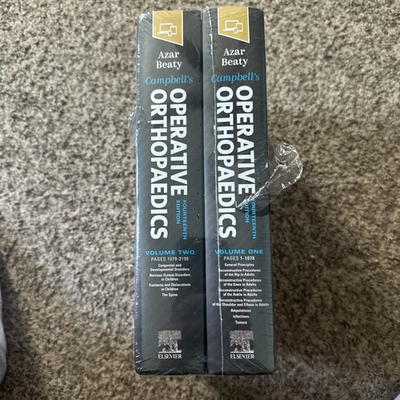 Azar
Beaty
Campbell's
OPERATIVE
ORTHOPAEDICS
FOURTEENTH
EDITION
VOLUME TWO
PAGES 1079-2198
Congenital and
Developmental Disorders
Nervous System Disorders
in Children
Fractures and Dislocations
in Children
The Spine
ELSEVIER
Azar
Beaty
Campbell's
OPERATIVE
ORTHOPAEDICS
FOURTEENTH
EDITION
VOLUME ONE
PAGES 1-1078
General Principles
Reconstructive Procedures
of the Hip in Adults
Reconstructive Procedures
of the Knee in Adults
Reconstructive Procedures
of the Ankle in Adults
Reconstructive Procedures of
the Shoulder and Elbow in Adults
Amputations
Infections
Tumors
ELSEVIER